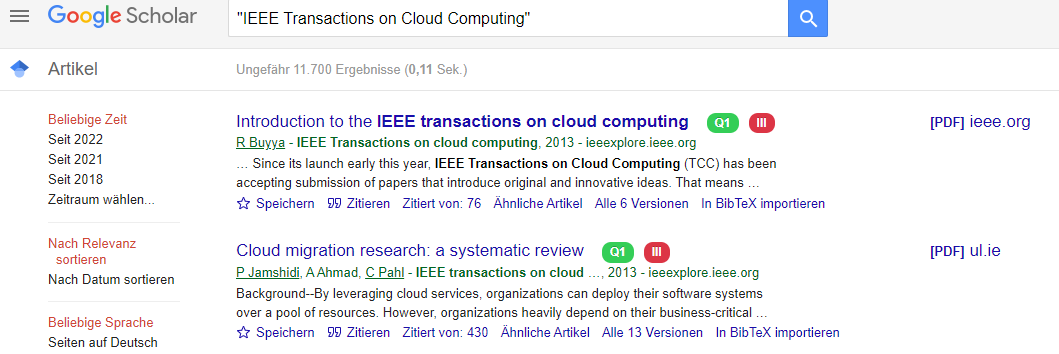 Google Scholar
"IEEE Transactions on Cloud Computing"
Artikel
Ungefähr 11.700 Ergebnisse (0,11 Sek.)
Beliebige Zeit
Seit 2022
Seit 2021
Seit 2018
Zeitraum wählen...
Nach Relevanz
sortieren
Nach Datum sortieren
Beliebige Sprache
Seiten auf Deutsch
Introduction to the IEEE transactions on cloud computing Q1 III
R Buyya - IEEE Transactions on cloud computing, 2013 - ieeexplore.ieee.org
... Since its launch early this year, IEEE Transactions on Cloud Computing (TCC) has been
accepting submission of papers that introduce original and innovative ideas. That means ...
Speichern Zitieren Zitiert von: 76 Ähnliche Artikel Alle 6 Versionen In BibTeX importieren
[PDF] ieee.org
Cloud migration research: a systematic review Q1 III
P Jamshidi, A Ahmad, C Pahl - IEEE transactions on cloud ..., 2013 - ieeexplore.ieee.org
Background--By leveraging cloud services, organizations can deploy their software systems
over a pool of resources. However, organizations heavily depend on their business-critical ...
Speichern Zitieren Zitiert von: 430 Ähnliche Artikel Alle 13 Versionen In BibTeX importieren
[PDF] ul.ie